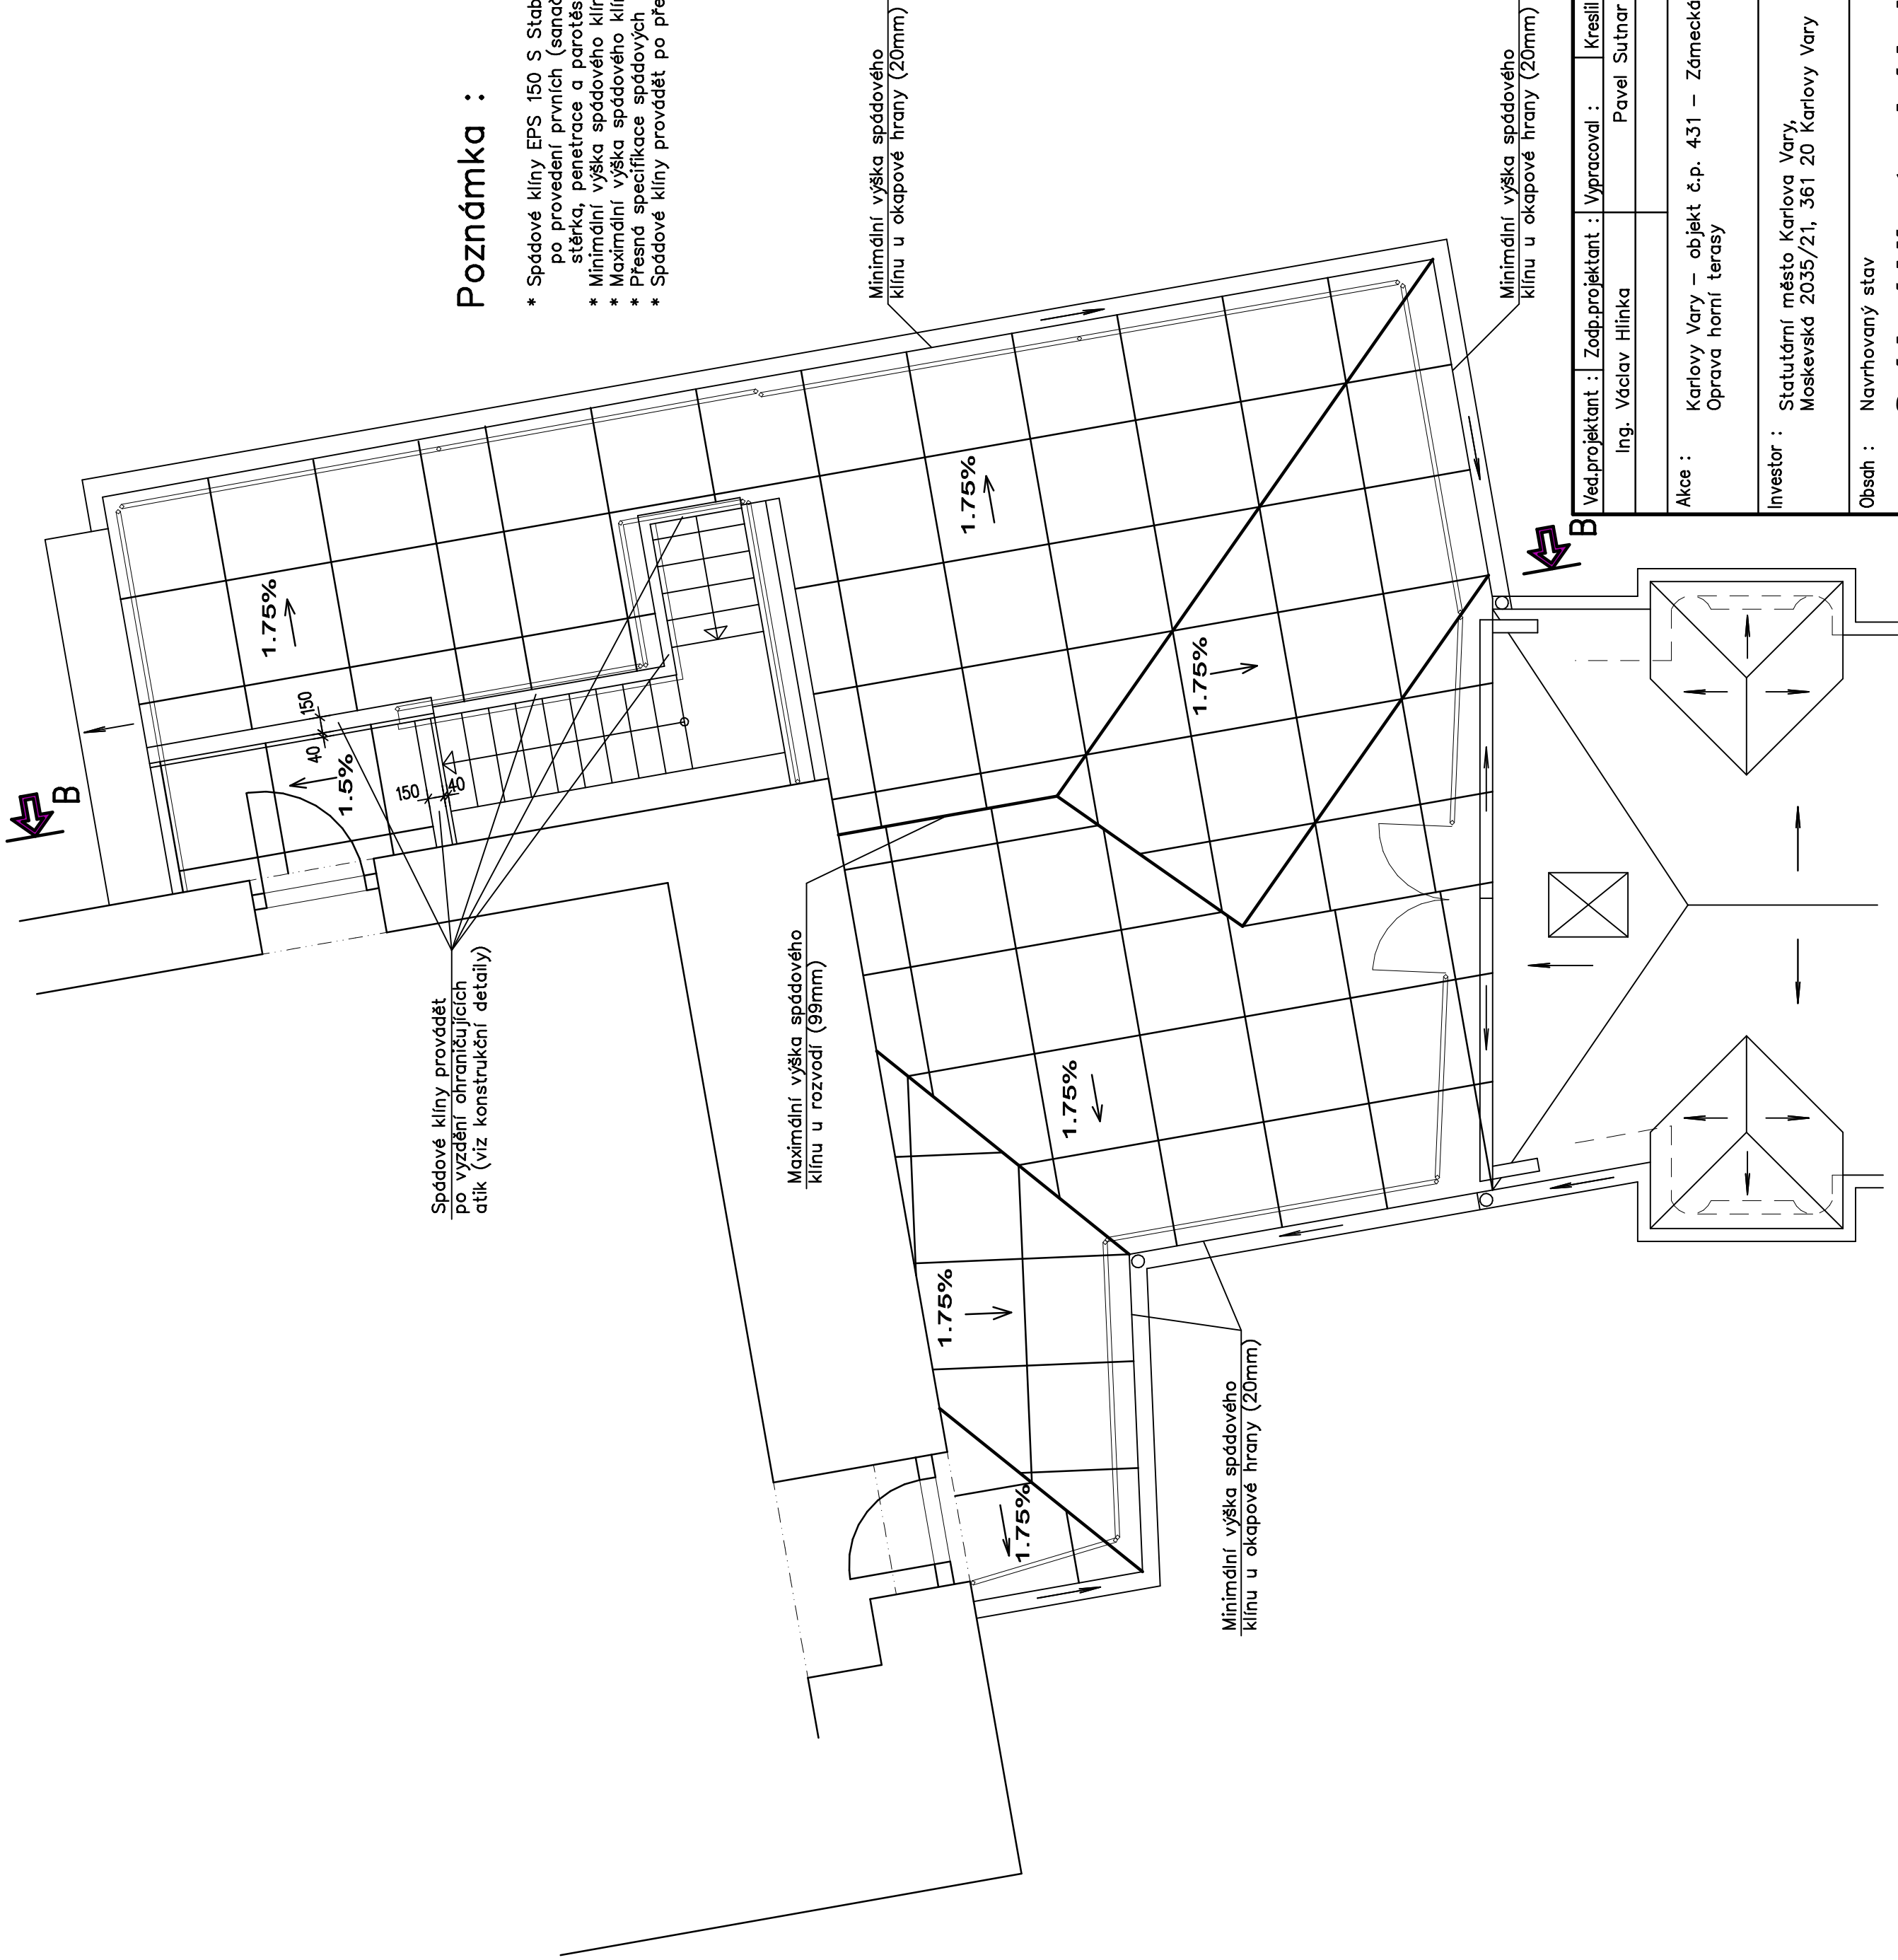 Poznámka :
* Spádové klíny EPS 150 S Stab
po provedení prvních (sanač
stěrka, penetrace a parotěs
* Minimální výška spádového klín
* Maximální výška spádového klí
* Přesná specifikace spádových
* Spádové klíny provádět po pře
Minimální výška spádového
klínu u okapové hrany (20mm)
Minimální výška spádového
klínu u okapové hrany (20mm)
Spádové klíny provádět
po vyzdění ohraničujících
atik (viz konstrukční detaily)
Maximální výška spádového
klínu u rozvodí (99mm)
Minimální výška spádového
klínu u okapové hrany (20mm)
1.75%
1.5%
150
40
150
40
1.75%
1.75%
1.75%
1.75%
1.75%
B
B
Ved.projektant : Zodp.projektant : Vypracoval : Kreslil
Ing. Václav Hlinka Pavel Sutnar
Akce : Karlovy Vary – objekt č.p. 431 – Zámecká
Oprava horní terasy
Investor : Statutární město Karlova Vary,
Moskevská 2035/21, 361 20 Karlovy Vary
Obsah : Navrhovaný stav